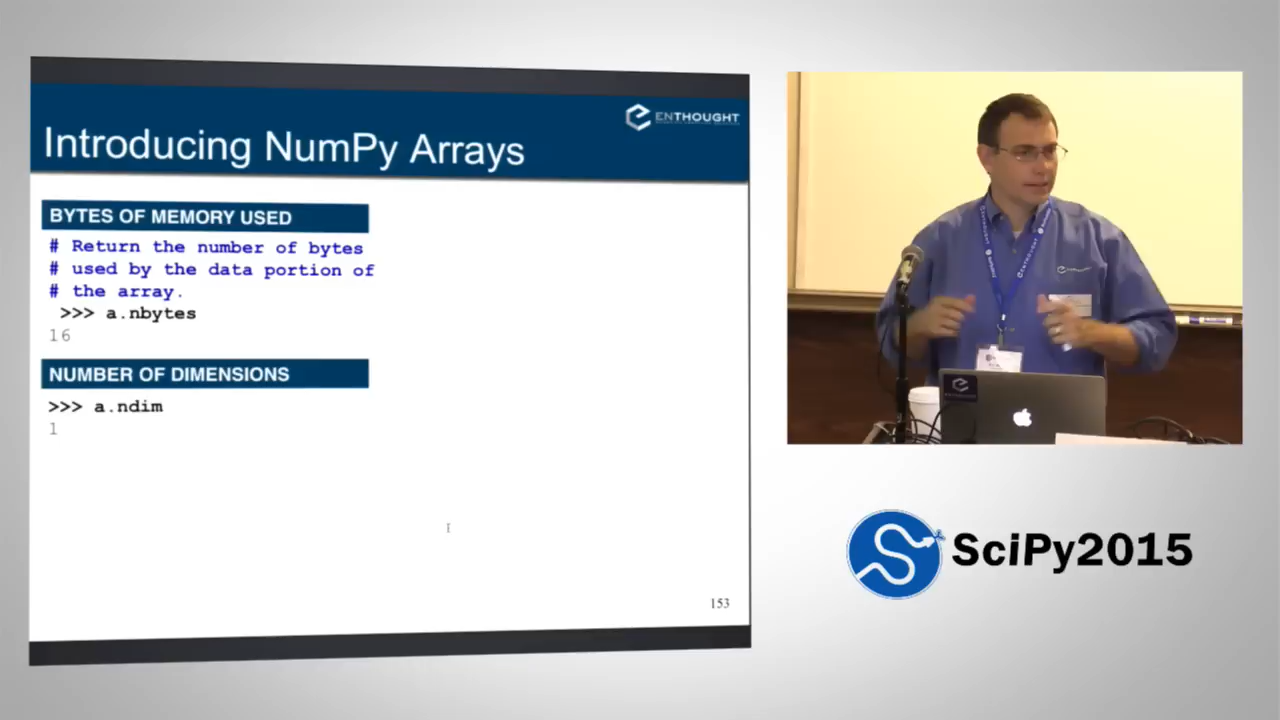 ENTHOUGHT
Introducing NumPy Arrays
BYTES OF MEMORY USED
# Return the number of bytes
# used by the data portion of
# the array.
>>> a.nbytes
16
NUMBER OF DIMENSIONS
>>> a.ndim
1
153
ENTHOUGHT
SciPy2015